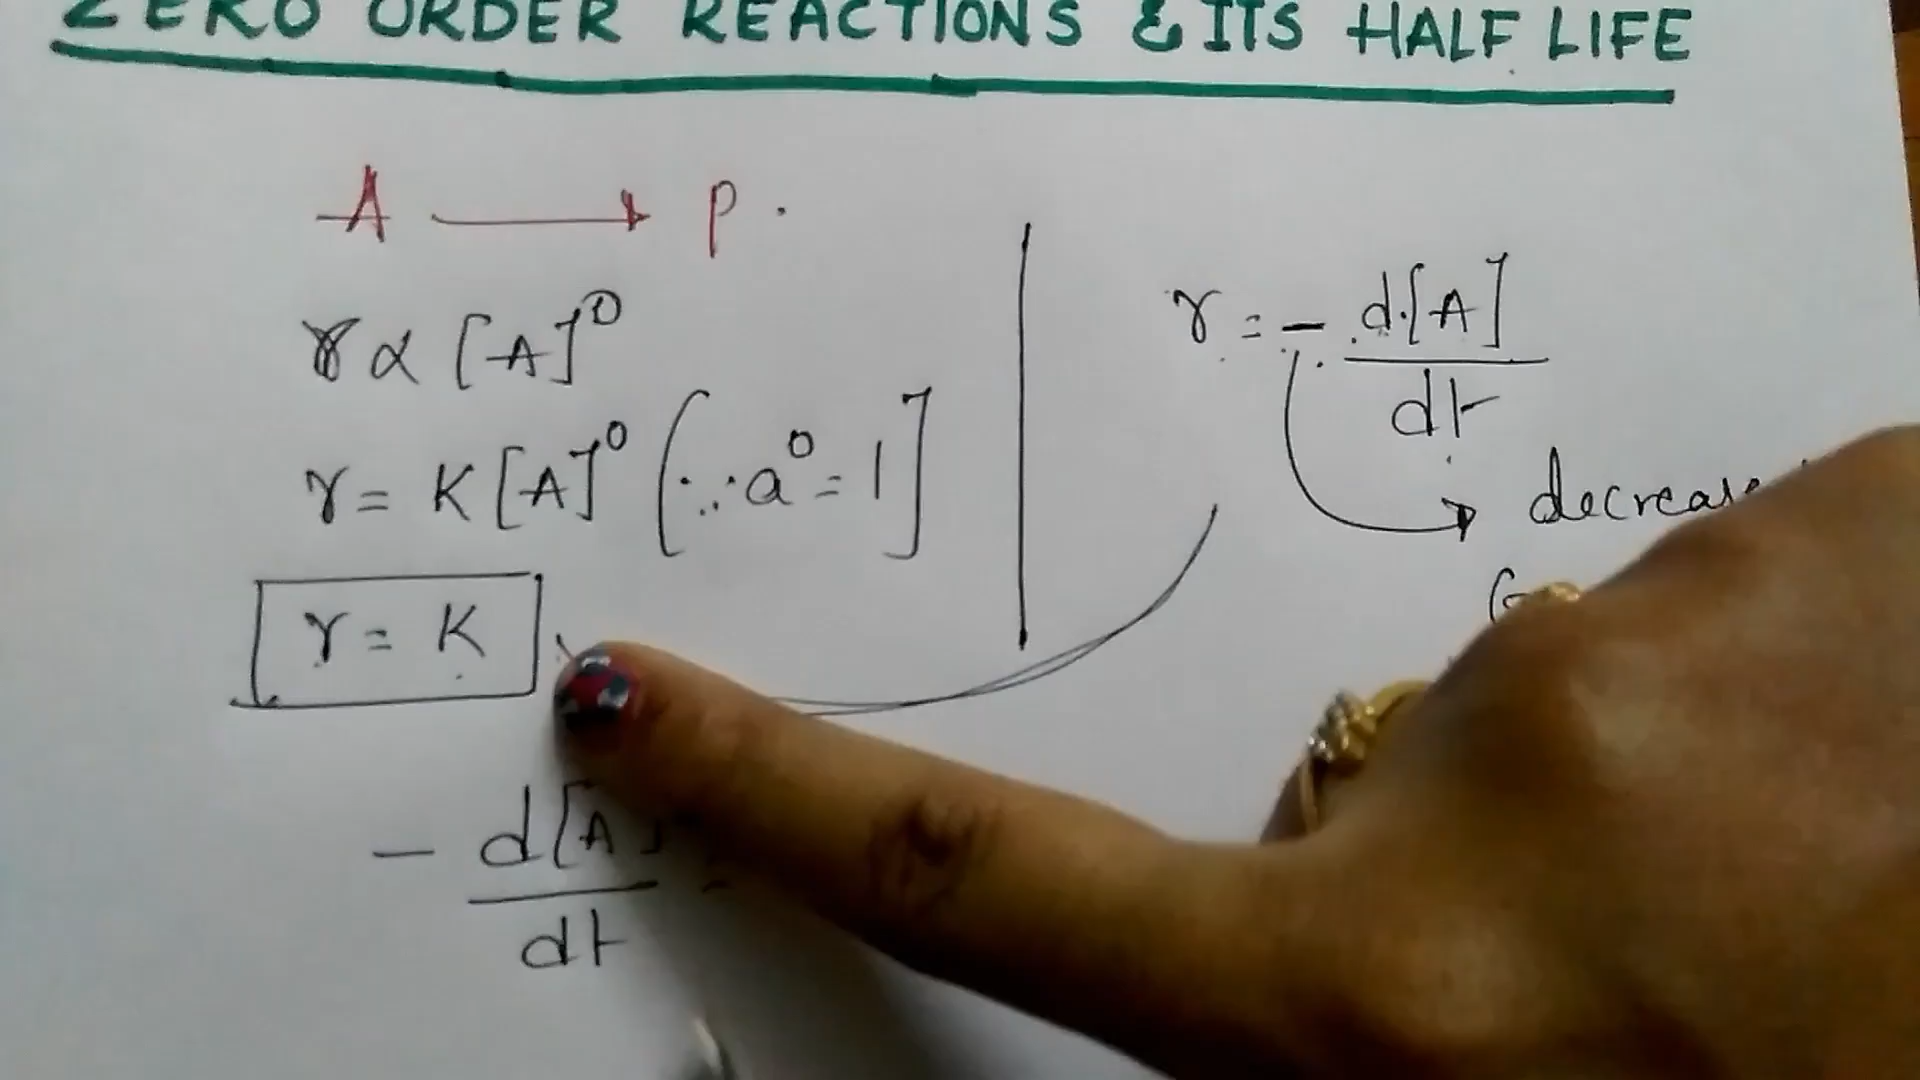 ZERO ORDER REACTIONS & ITS HALF LIFE
A → P.
r ∝ [A]⁰
r = K [A]⁰ (∵ a⁰ = 1]
r = K
- d[A] / dt =
r = - d[A] / dt
→